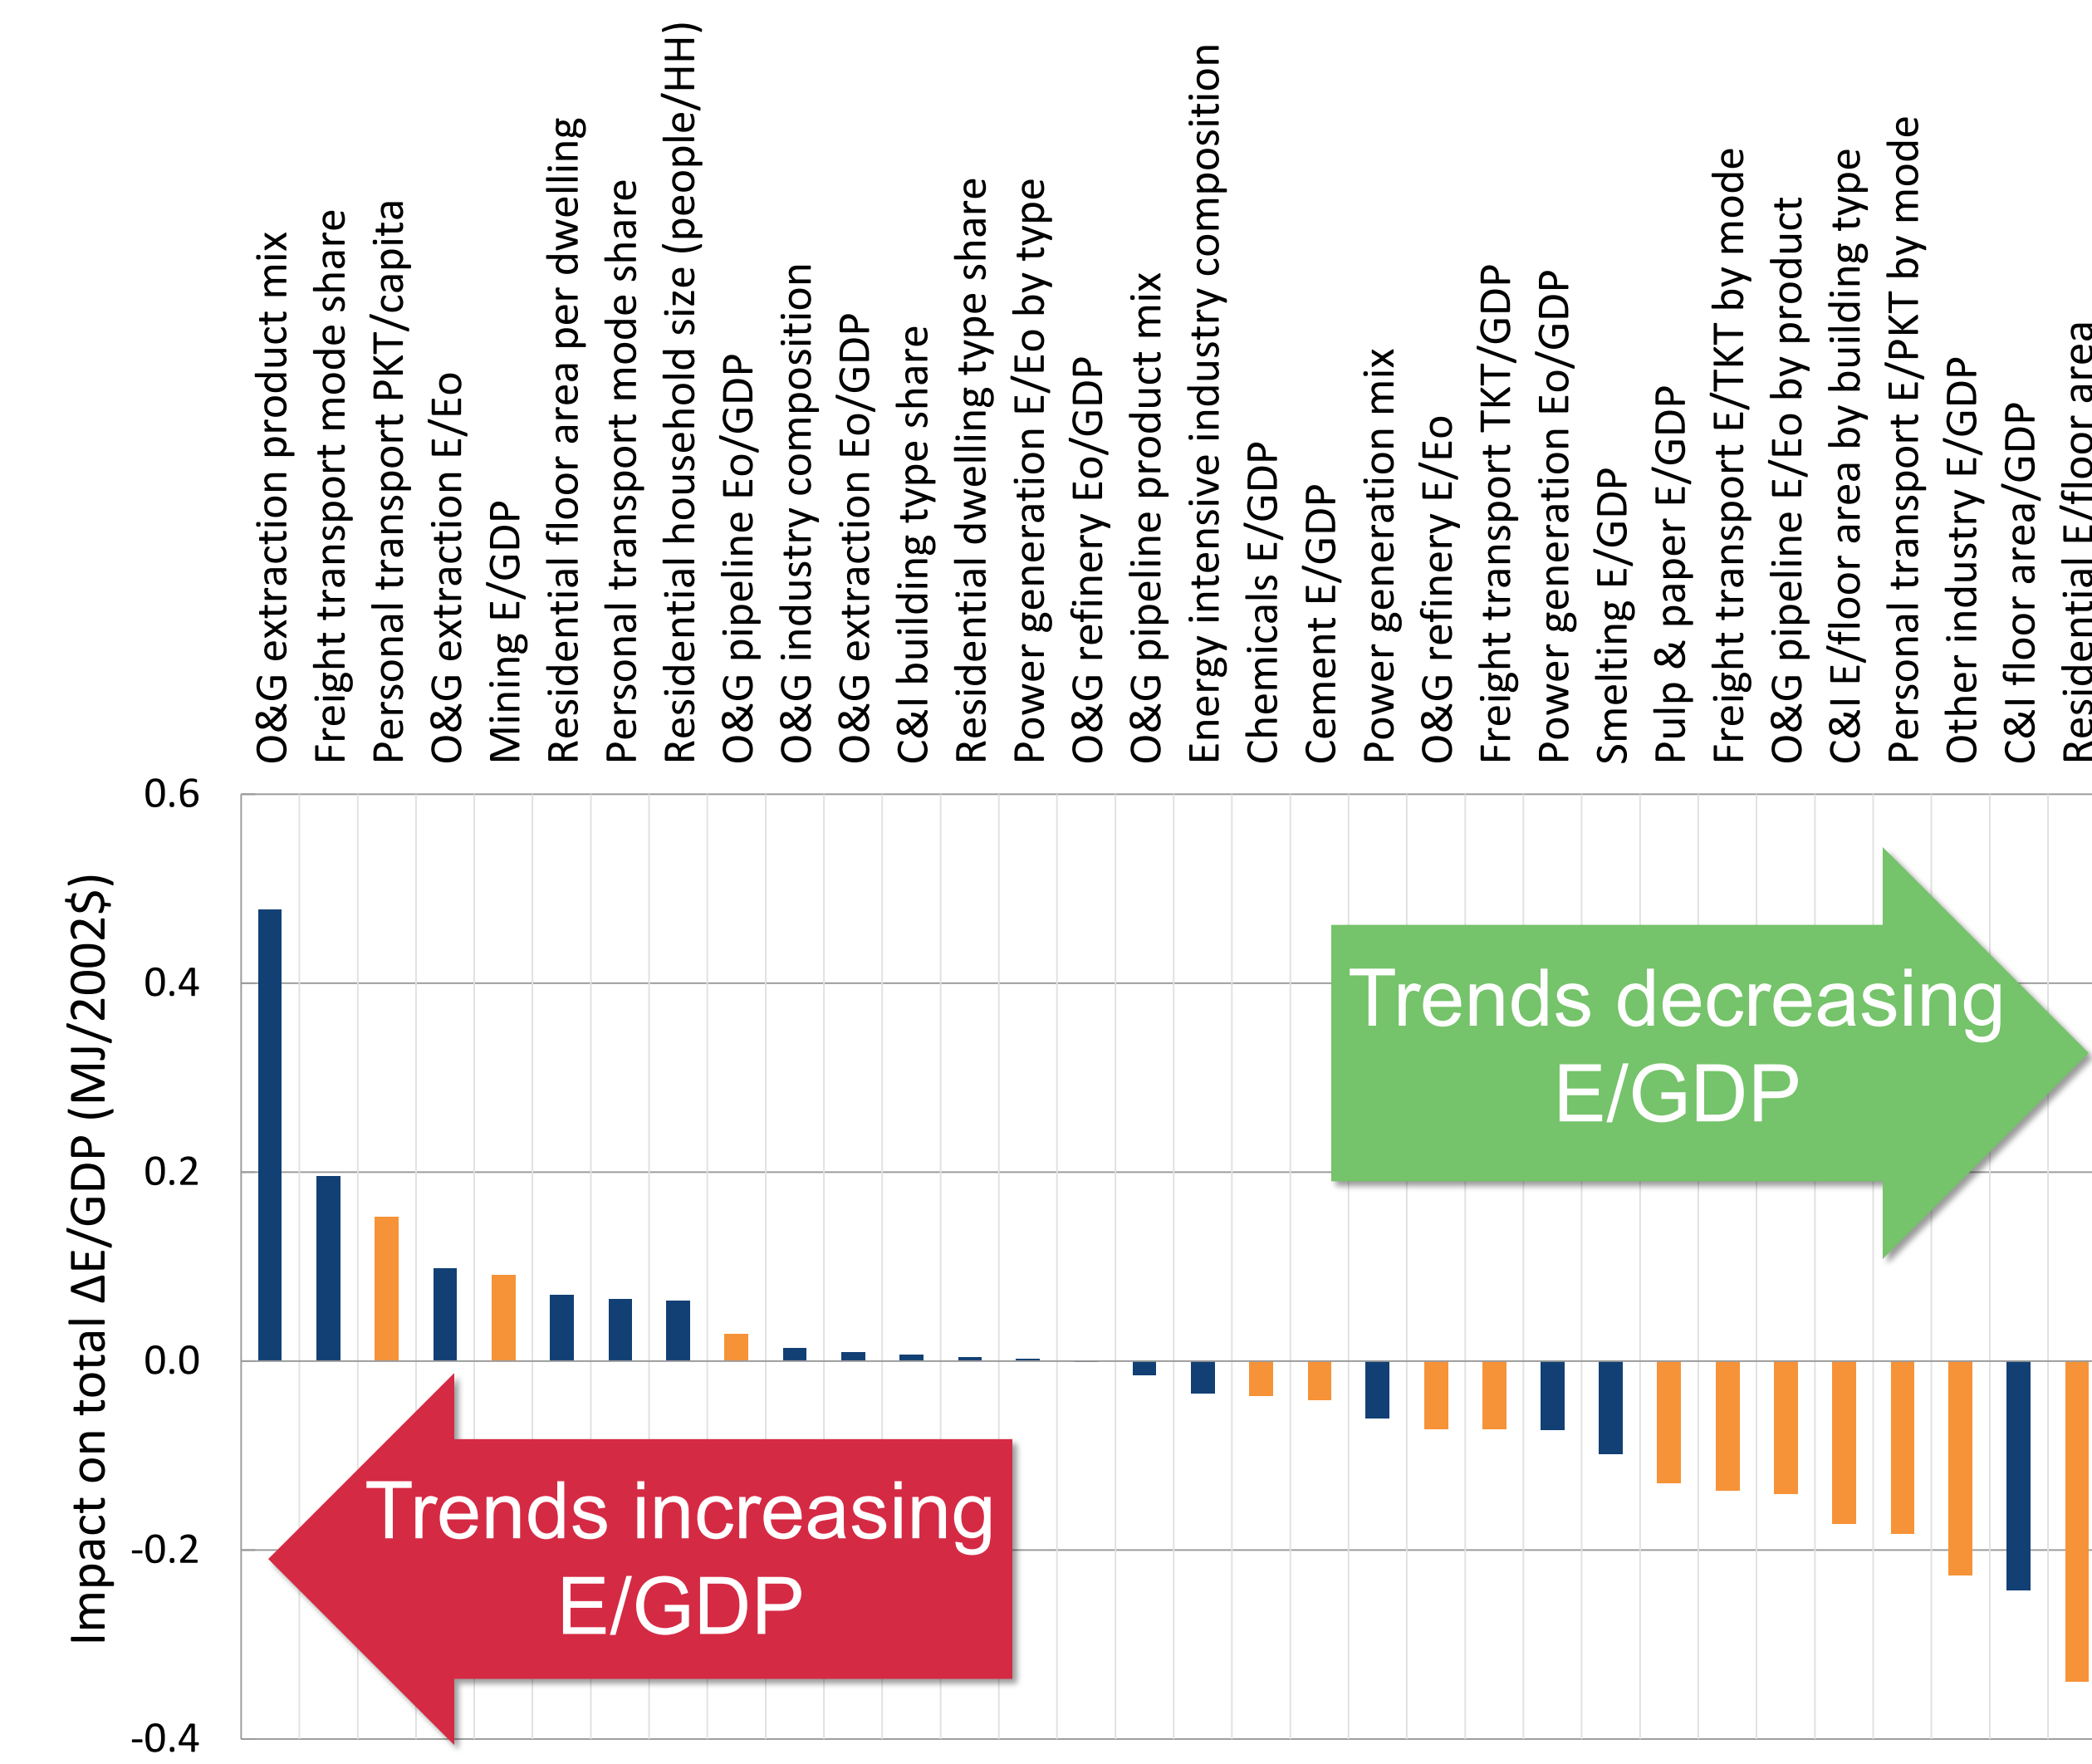 O&G extraction product mix
Freight transport mode share
Personal transport PKT/capita
O&G extraction E/Eo
Mining E/GDP
Residential floor area per dwelling
Personal transport mode share
Residential household size (people/HH)
O&G pipeline Eo/GDP
O&G industry composition
O&G extraction Eo/GDP
C&I building type share
Residential dwelling type share
Power generation E/Eo by type
O&G refinery Eo/GDP
O&G pipeline product mix
Energy intensive industry composition
Chemicals E/GDP
Cement E/GDP
Power generation mix
O&G refinery E/Eo
Freight transport TKT/GDP
Power generation Eo/GDP
Smelting E/GDP
Pulp & paper E/GDP
Freight transport E/TKT by mode
O&G pipeline E/Eo by product
C&I E/floor area by building type
Personal transport E/PKT by mode
Other industry E/GDP
C&I floor area/GDP
Residential E/floor area
Impact on total ΔE/GDP (MJ/2002$)
0.6
0.4
0.2
0.0
-0.2
-0.4
Trends decreasing
E/GDP
Trends increasing
E/GDP